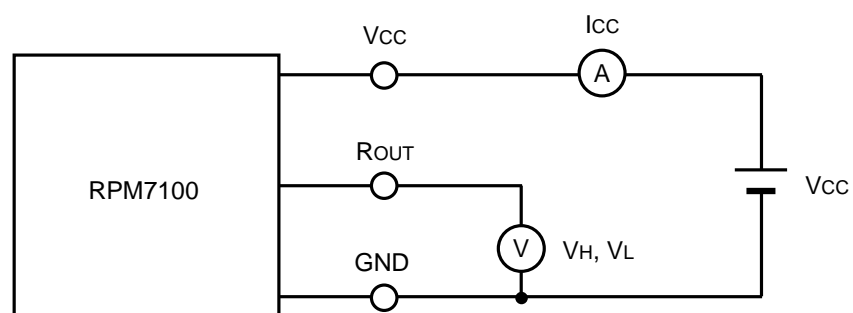 VCC
ICC
A
ROUT
RPM7100
VCC
V
VH, VL
GND